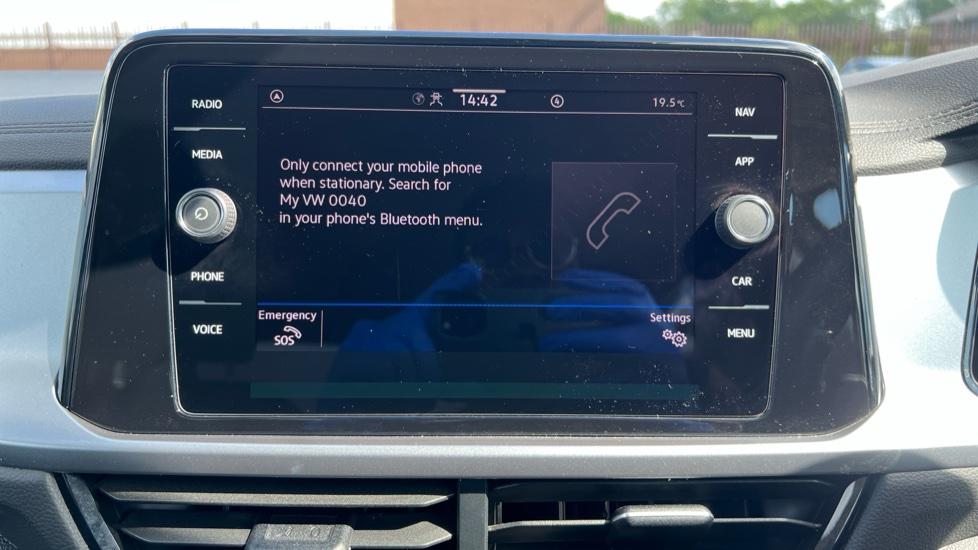 RADIO
MEDIA
PHONE
VOICE
14:42
4
19.5°C
Only connect your mobile phone
when stationary. Search for
My VW 0040
in your phone's Bluetooth menu.
Emergency
SOS
Settings
NAV
APP
CAR
MENU